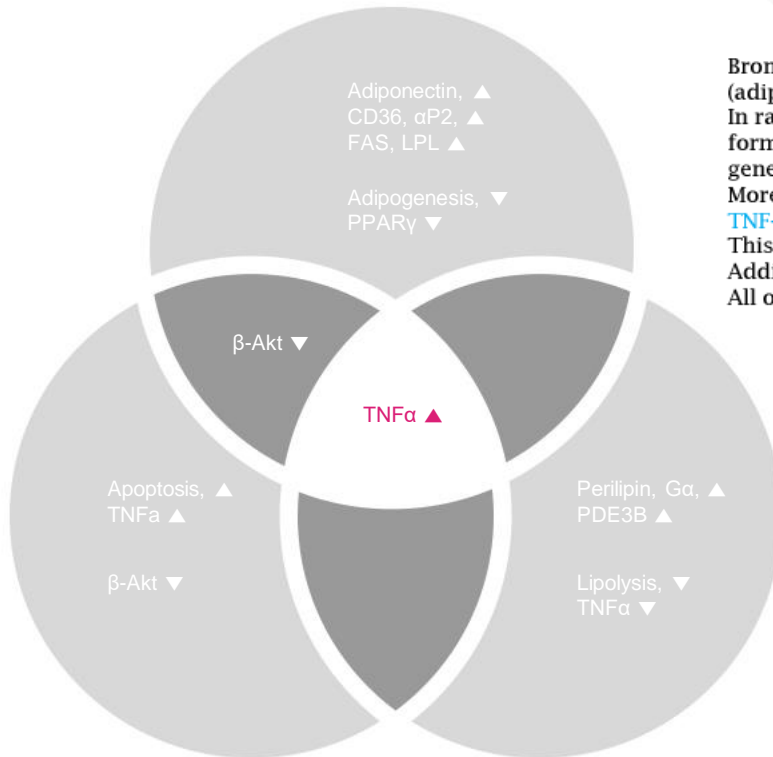 Adiponectin, ▲
CD36, αP2, ▲
FAS, LPL ▲
Adipogenesis, ▼
PPARγ ▼
β-Akt ▼
TNFα ▲
Apoptosis, ▲
TNFa ▲
β-Akt ▼
Perilipin, Gα, ▲
PDE3B ▲
Lipolysis, ▼
TNFα ▼
(adip
In ra
form
gene
More
TNF-
This
Addi
All o